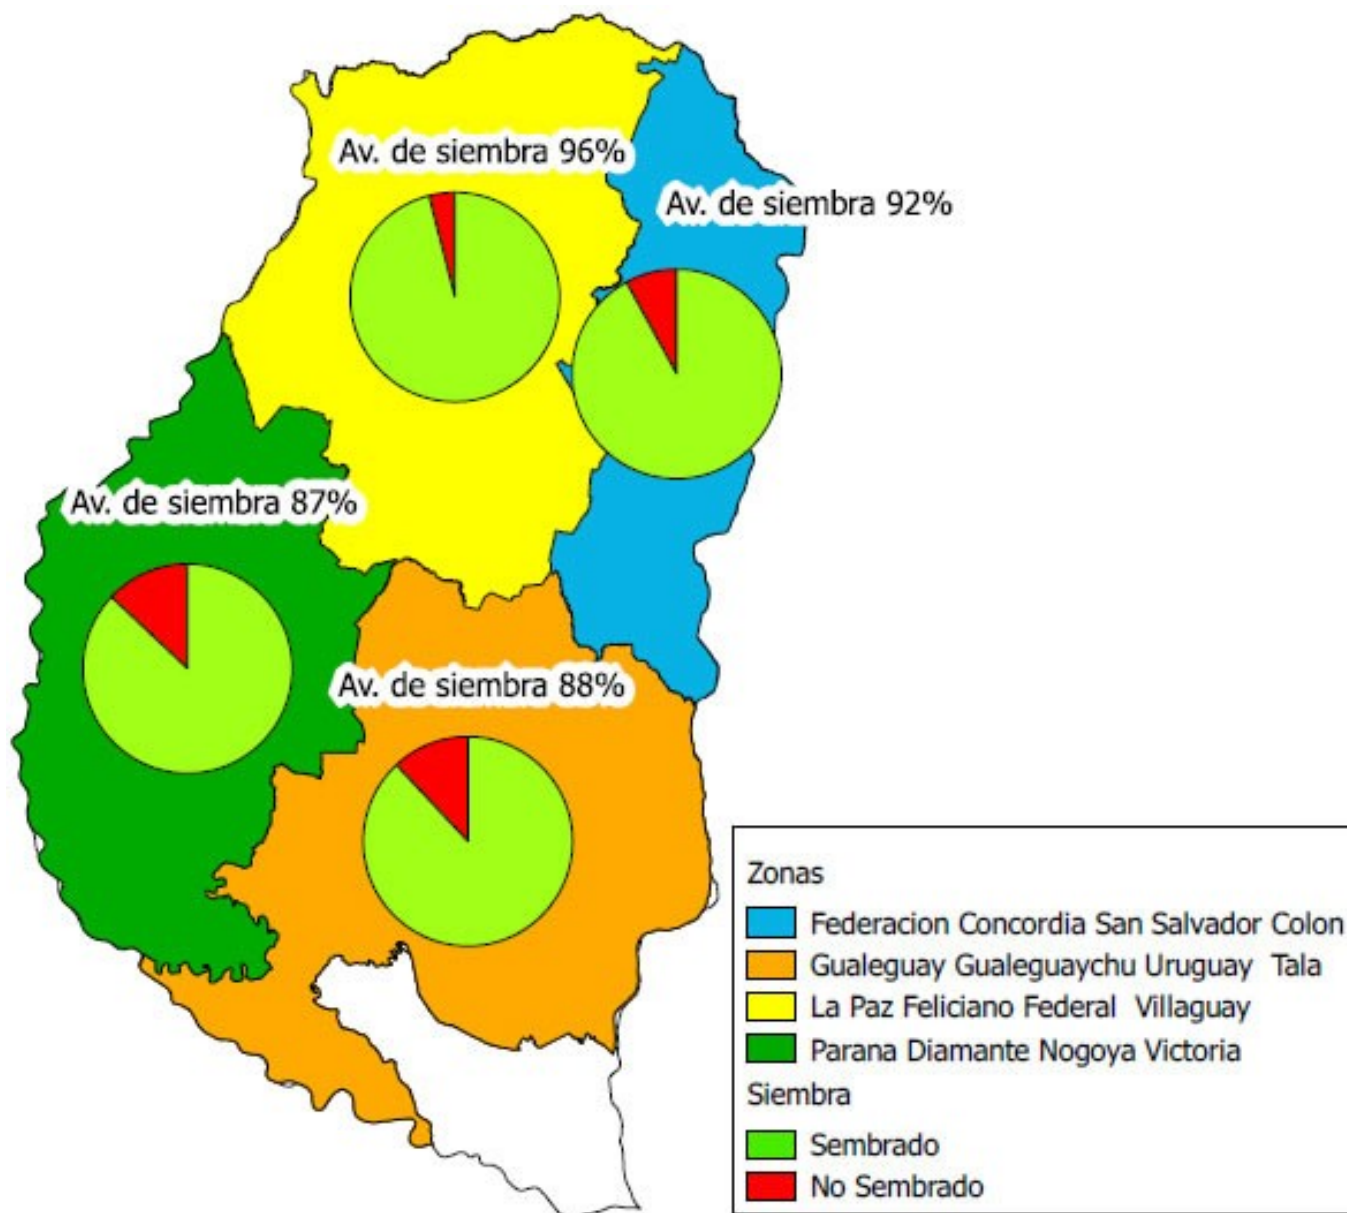 Av. de siembra 96%
Av. de siembra 92%
Av. de siembra 87%
Av. de siembra 88%
Zonas
Federacion Concordia San Salvador Colon
Gualeguay Gualeguaychu Uruguay  Tala
La Paz Feliciano Federal  Villaguay
Parana Diamante Nogoya Victoria
Siembra
Sembrado
No Sembrado